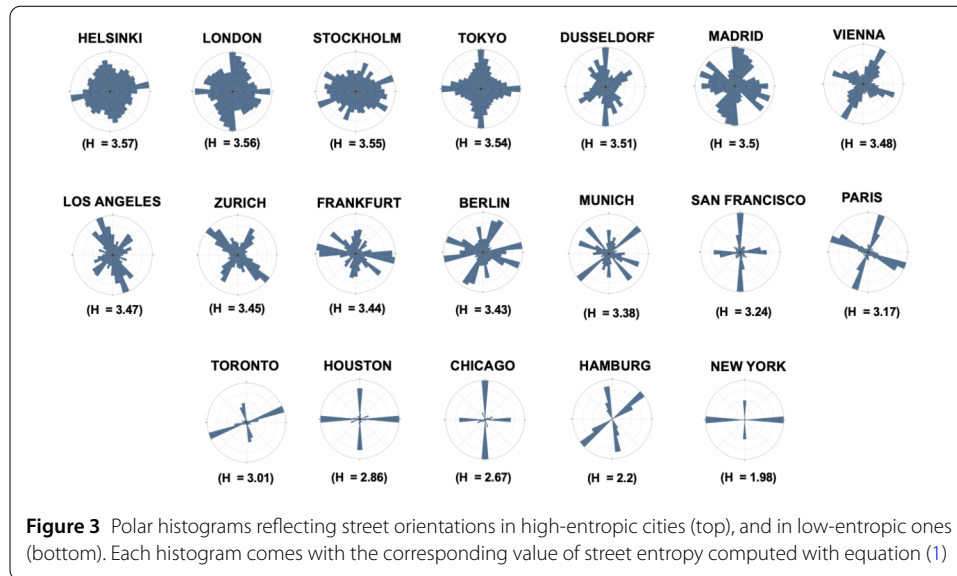 HELSINKI LONDON STOCKHOLM TOKYO DUSSELDORF MADRID VIENNA
(H = 3.57) (H = 3.56) (H = 3.55) (H = 3.54) (H = 3.51) (H = 3.5) (H = 3.48)
LOS ANGELES ZURICH FRANKFURT BERLIN MUNICH SAN FRANCISCO PARIS
(H = 3.47) (H = 3.45) (H = 3.44) (H = 3.43) (H = 3.38) (H = 3.24) (H = 3.17)
TORONTO HOUSTON CHICAGO HAMBURG NEW YORK
(H = 3.01) (H = 2.86) (H = 2.67) (H = 2.2) (H = 1.98)
Figure 3 Polar histograms reflecting street orientations in high-entropic cities (top), and in low-entropic ones
(bottom). Each histogram comes with the corresponding value of street entropy computed with equation (1)